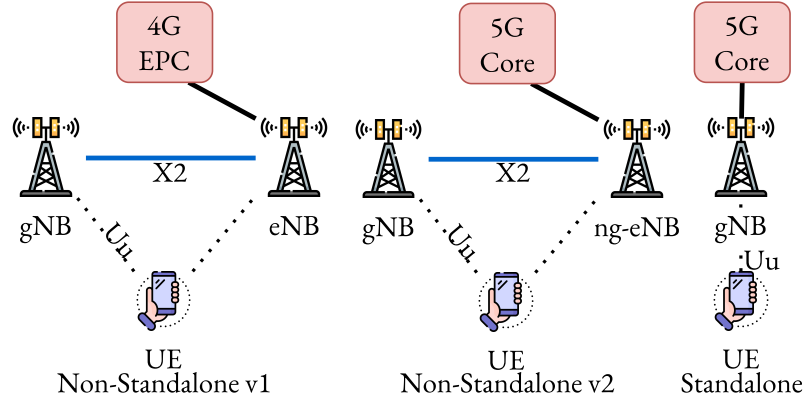 4G
EPC
5G
Core
5G
Core
X2
X2
gNB
eNB
gNB
ng-eNB
gNB
Uu
Uu
Uu
UE
UE
UE
Non-Standalone v1
Non-Standalone v2
Standalone